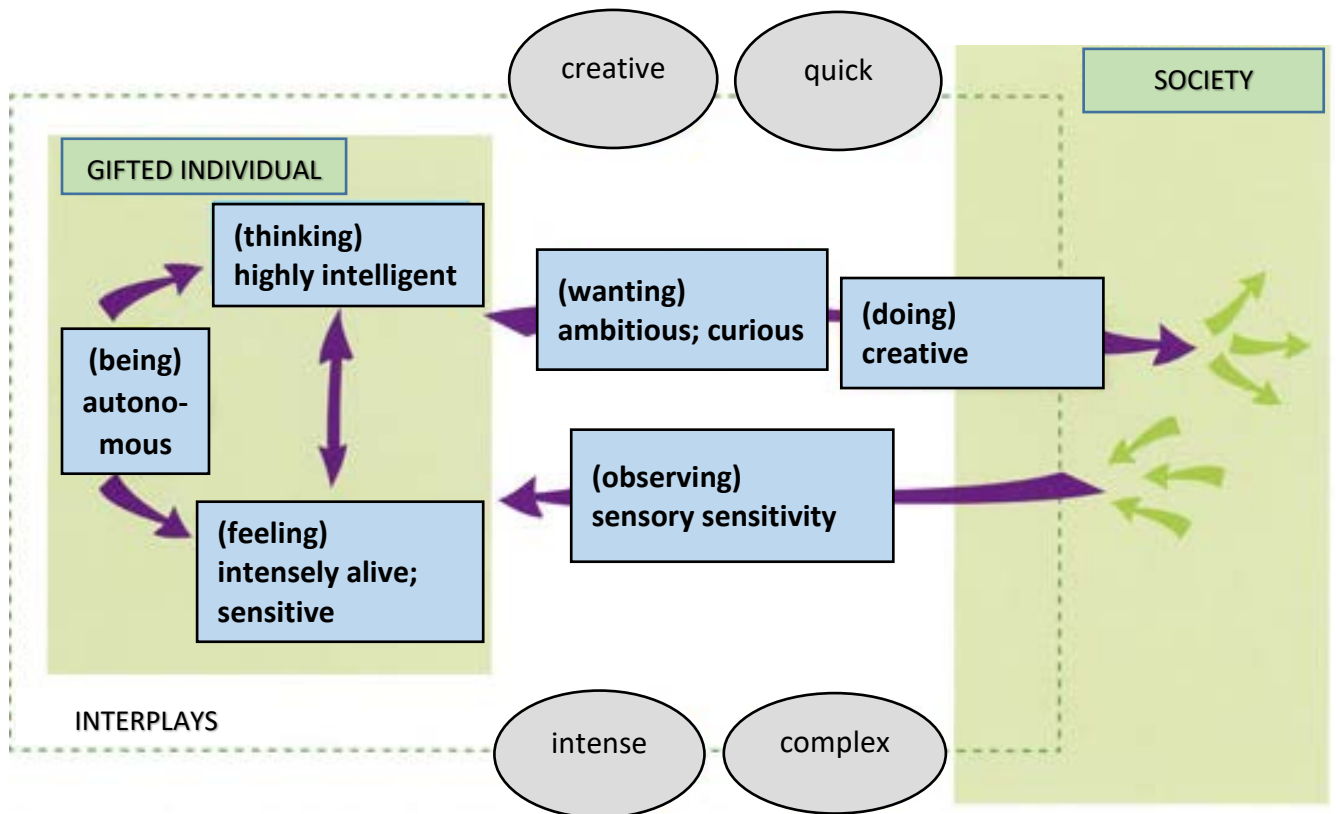 creative
quick
SOCIETY
GIFTED INDIVIDUAL
(thinking)
highly intelligent
(wanting)
ambitious; curious
(doing)
creative
(being)
autono-
mous
(observing)
sensory sensitivity
(feeling)
intensely alive;
sensitive
INTERPLAYS
intense
complex